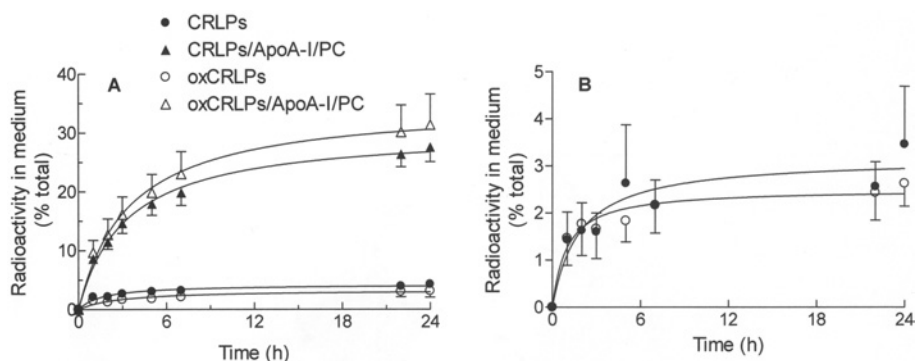 CRLPs
CRLPs/ApoA-I/PC
oxCRLPs
oxCRLPs/ApoA-I/PC
A
Radioactivity in medium
(% total)
40
30
20
10
0
0 6 12 18 24
Time (h)
B
Radioactivity in medium
(% total)
5
4
3
2
1
0
0 6 12 18 24
Time (h)